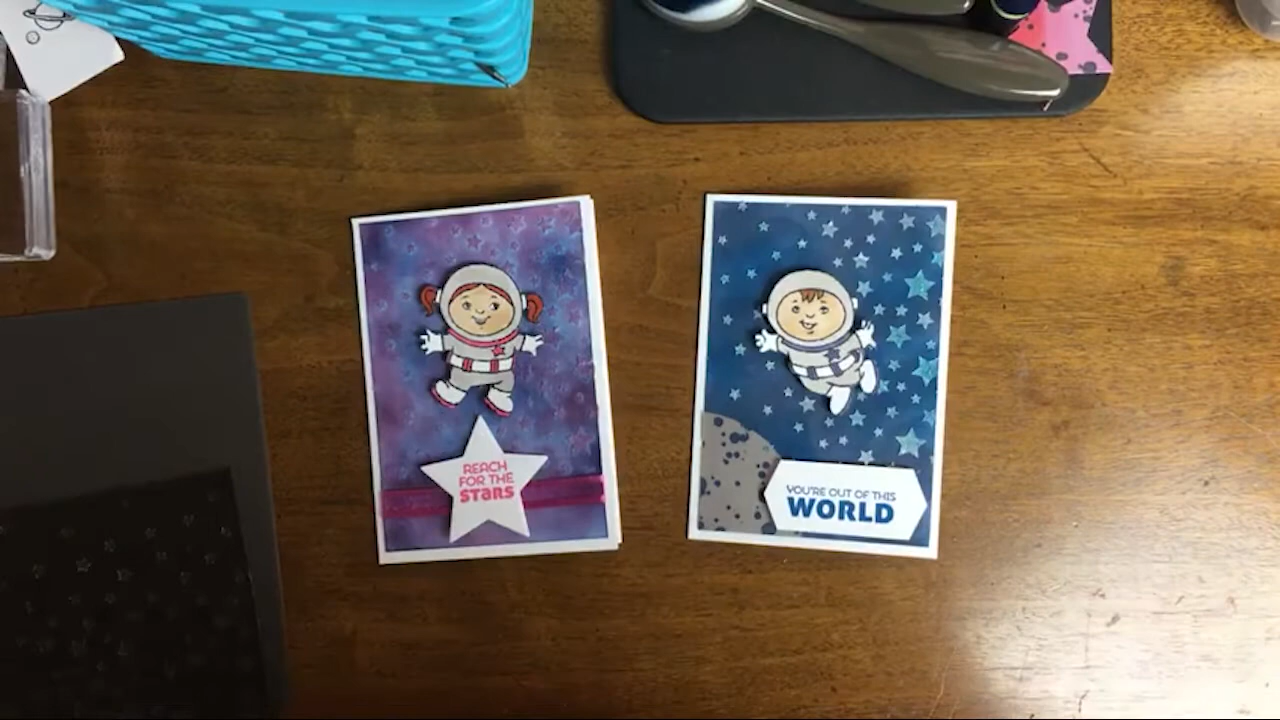 REACH
FOR THE
STARS
YOU'RE OUT OF THIS
WORLD